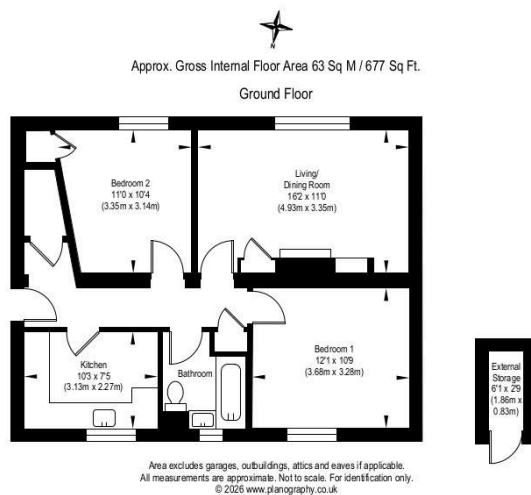 N
Approx. Gross Internal Floor Area 63 Sq M / 677 Sq Ft.
Ground Floor
Bedroom 2
11'0 x 10'4
(3.35m x 3.14m)
Living/
Dining Room
16'2 x 11'0
(4.93m x 3.35m)
Kitchen
10'3 x 7'5
(3.13m x 2.27m)
Bathroom
Bedroom 1
12'1 x 10'9
(3.68m x 3.28m)
External
Storage
6'1 x 2'9
(1.86m x
0.83m)
Area excludes garages, outbuildings, attics and eaves if applicable.
All measurements are approximate. Not to scale. For identification only.
© 2026 www.planography.co.uk